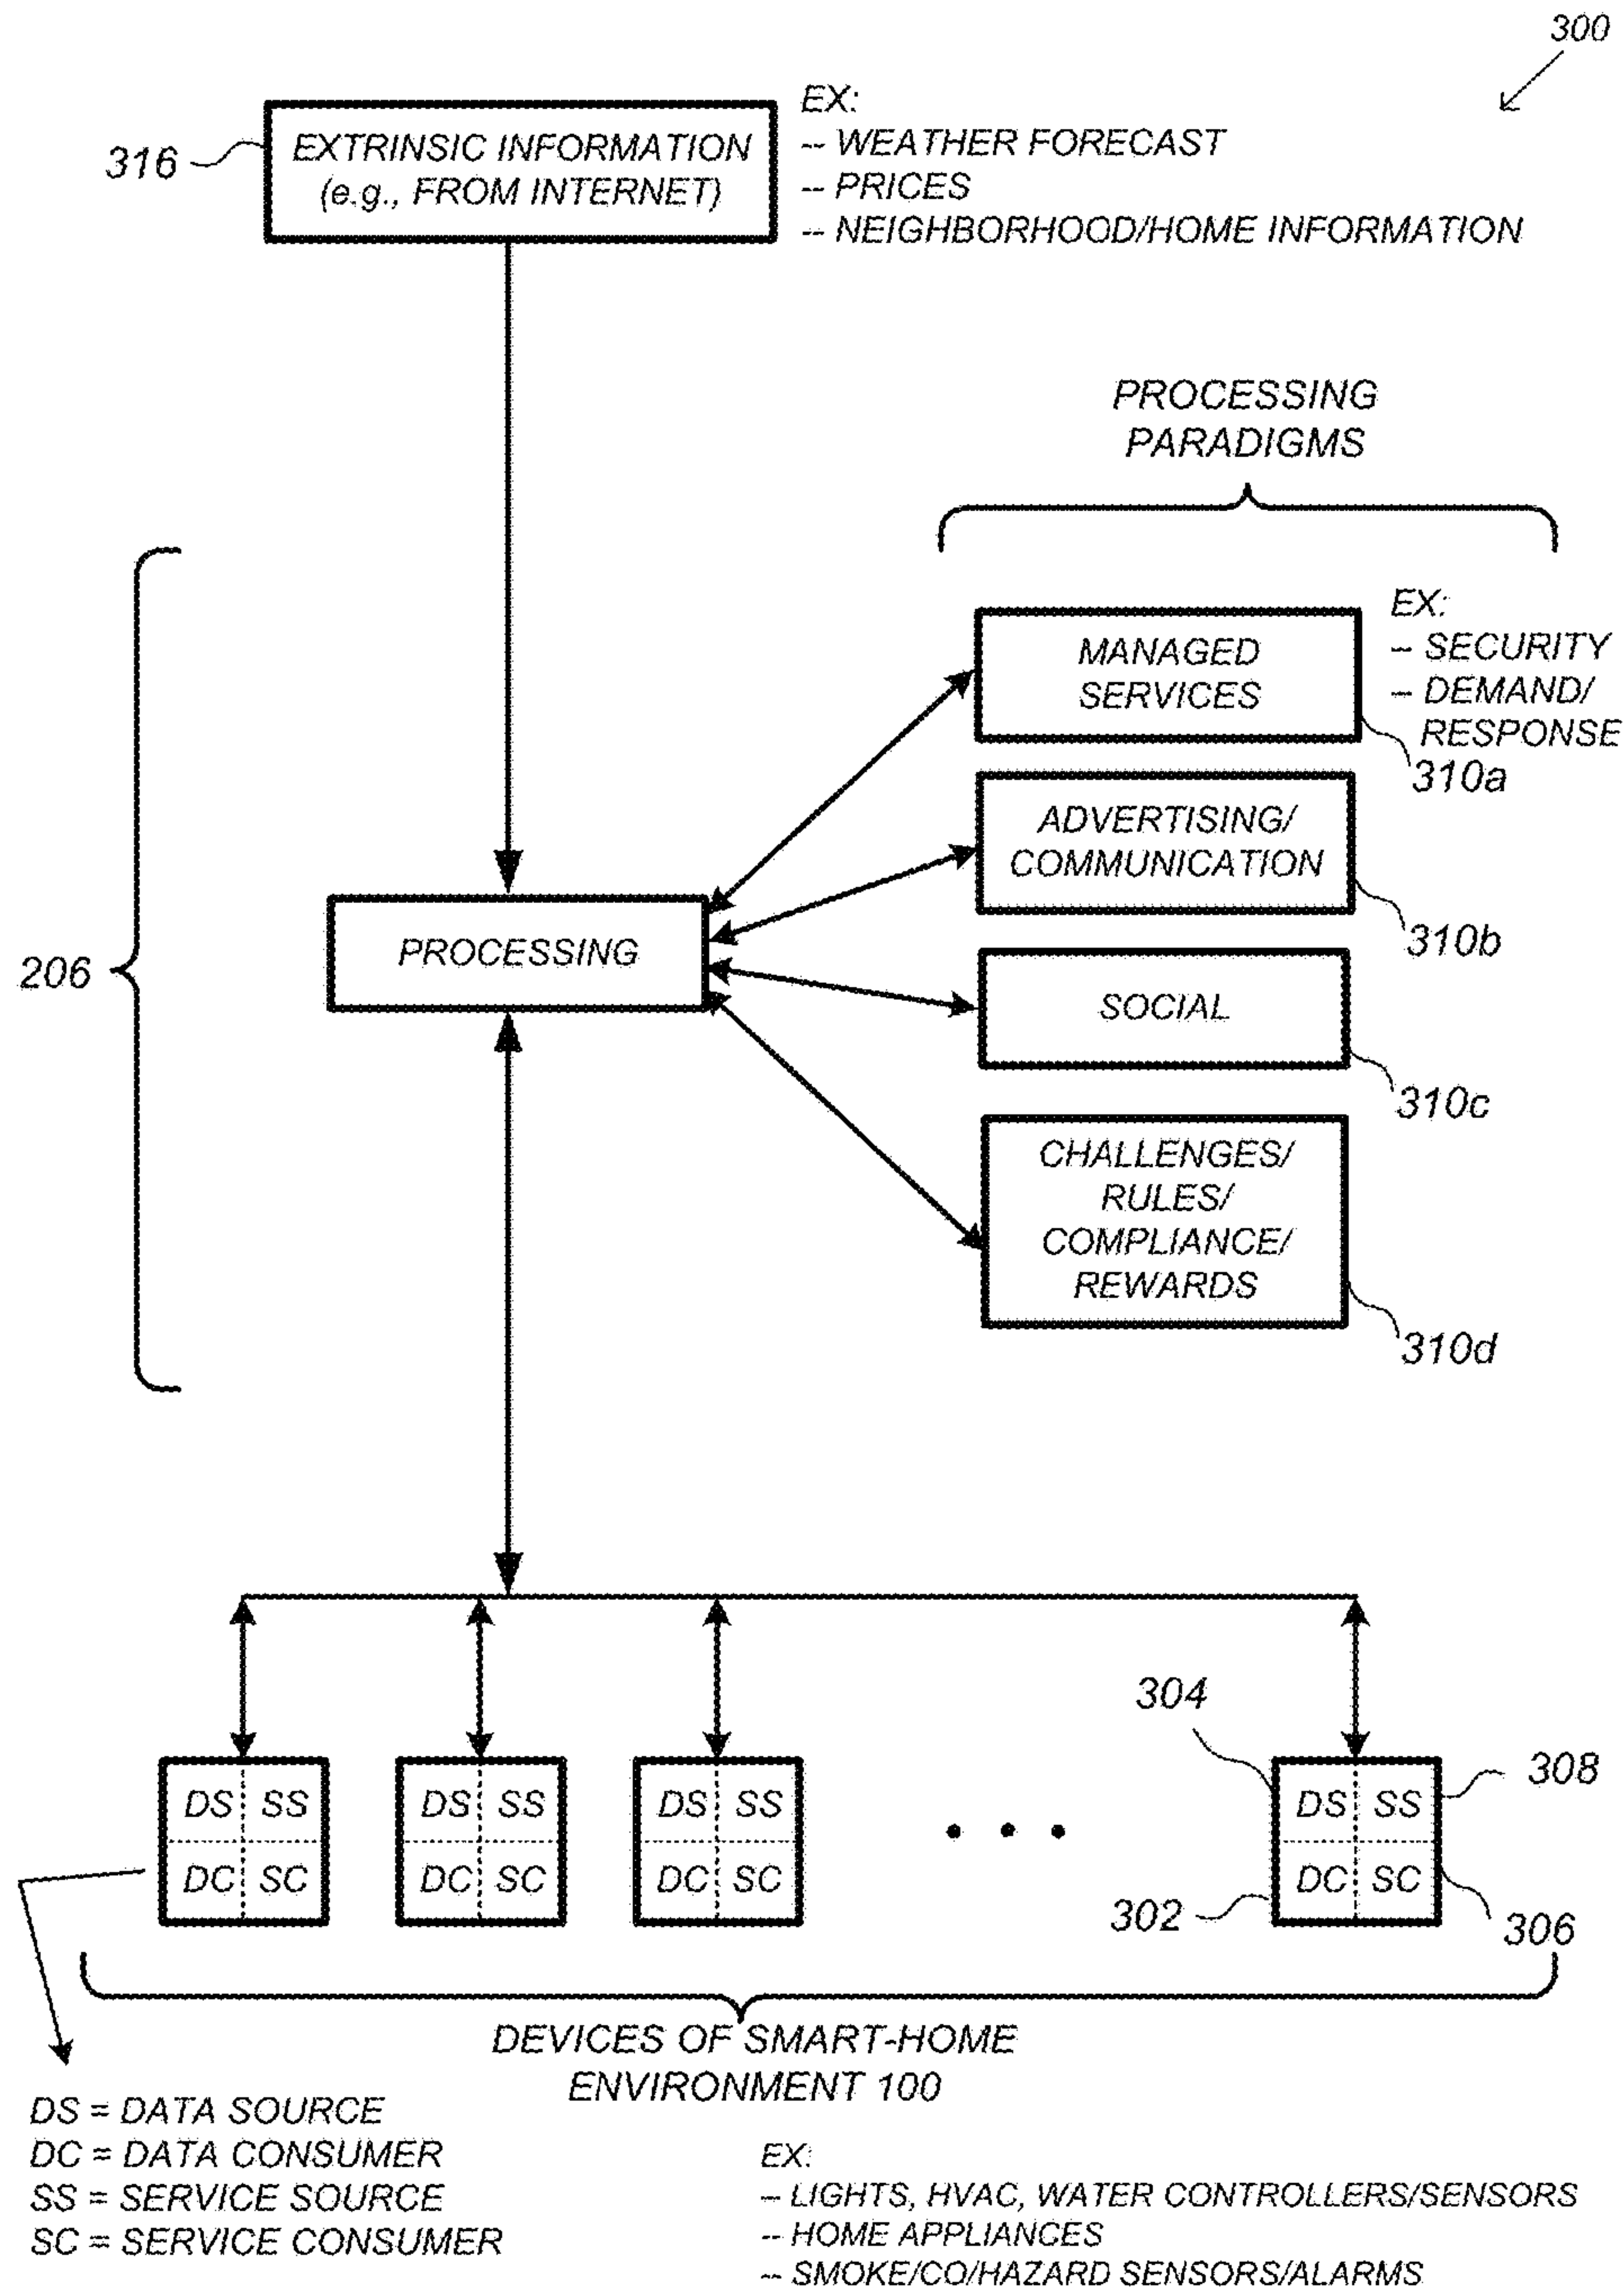 300
316
EXTRINSIC INFORMATION
(e.g., FROM INTERNET)
EX:
-- WEATHER FORECAST
-- PRICES
-- NEIGHBORHOOD/HOME INFORMATION
PROCESSING
PARADIGMS
206
PROCESSING
MANAGED
SERVICES
EX:
-- SECURITY
-- DEMAND/
RESPONSE
310a
ADVERTISING/
COMMUNICATION
310b
SOCIAL
310c
CHALLENGES/
RULES/
COMPLIANCE/
REWARDS
310d
DS SS
DC SC
DS SS
DC SC
DS SS
DC SC
• • •
304
DS SS
308
DC SC
302
306
DEVICES OF SMART-HOME
ENVIRONMENT 100
DS = DATA SOURCE
DC = DATA CONSUMER
SS = SERVICE SOURCE
SC = SERVICE CONSUMER
EX:
-- LIGHTS, HVAC, WATER CONTROLLERS/SENSORS
-- HOME APPLIANCES
-- SMOKE/CO/HAZARD SENSORS/ALARMS